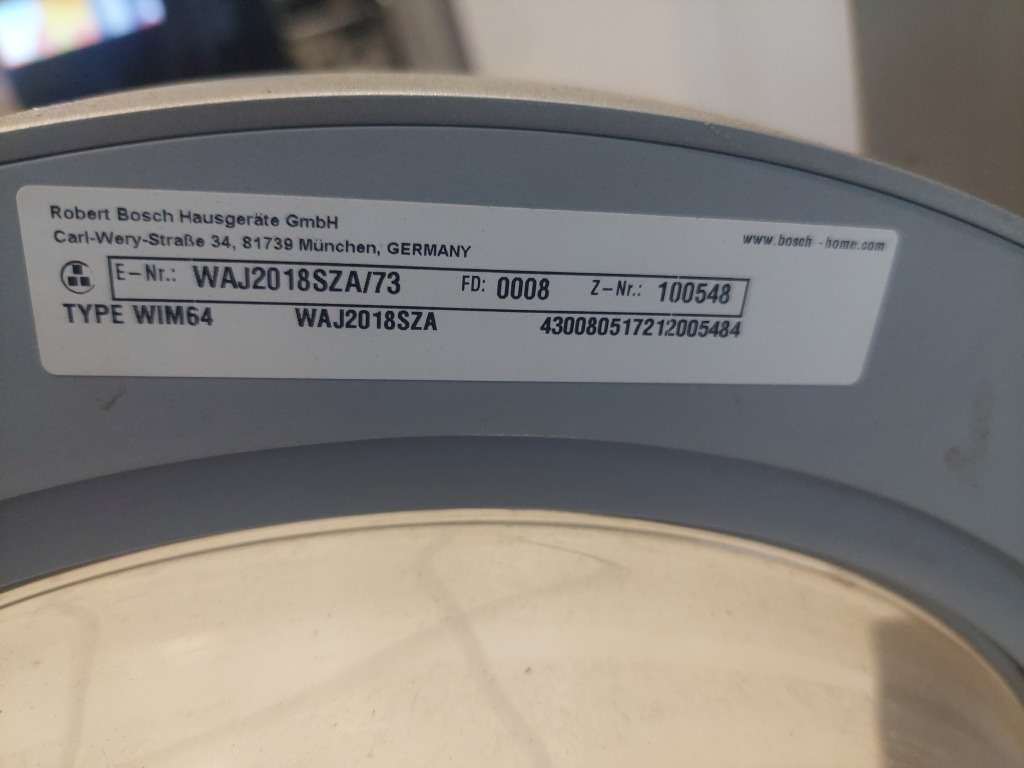 Robert Bosch Hausgeräte GmbH
Carl-Wery-Straße 34, 81739 München, GERMANY
www.bosch-home.com
E-Nr.: WAJ2018SZA/73 FD: 0008 Z-Nr.: 100548
TYPE WIM64 WAJ2018SZA 430080517212005484